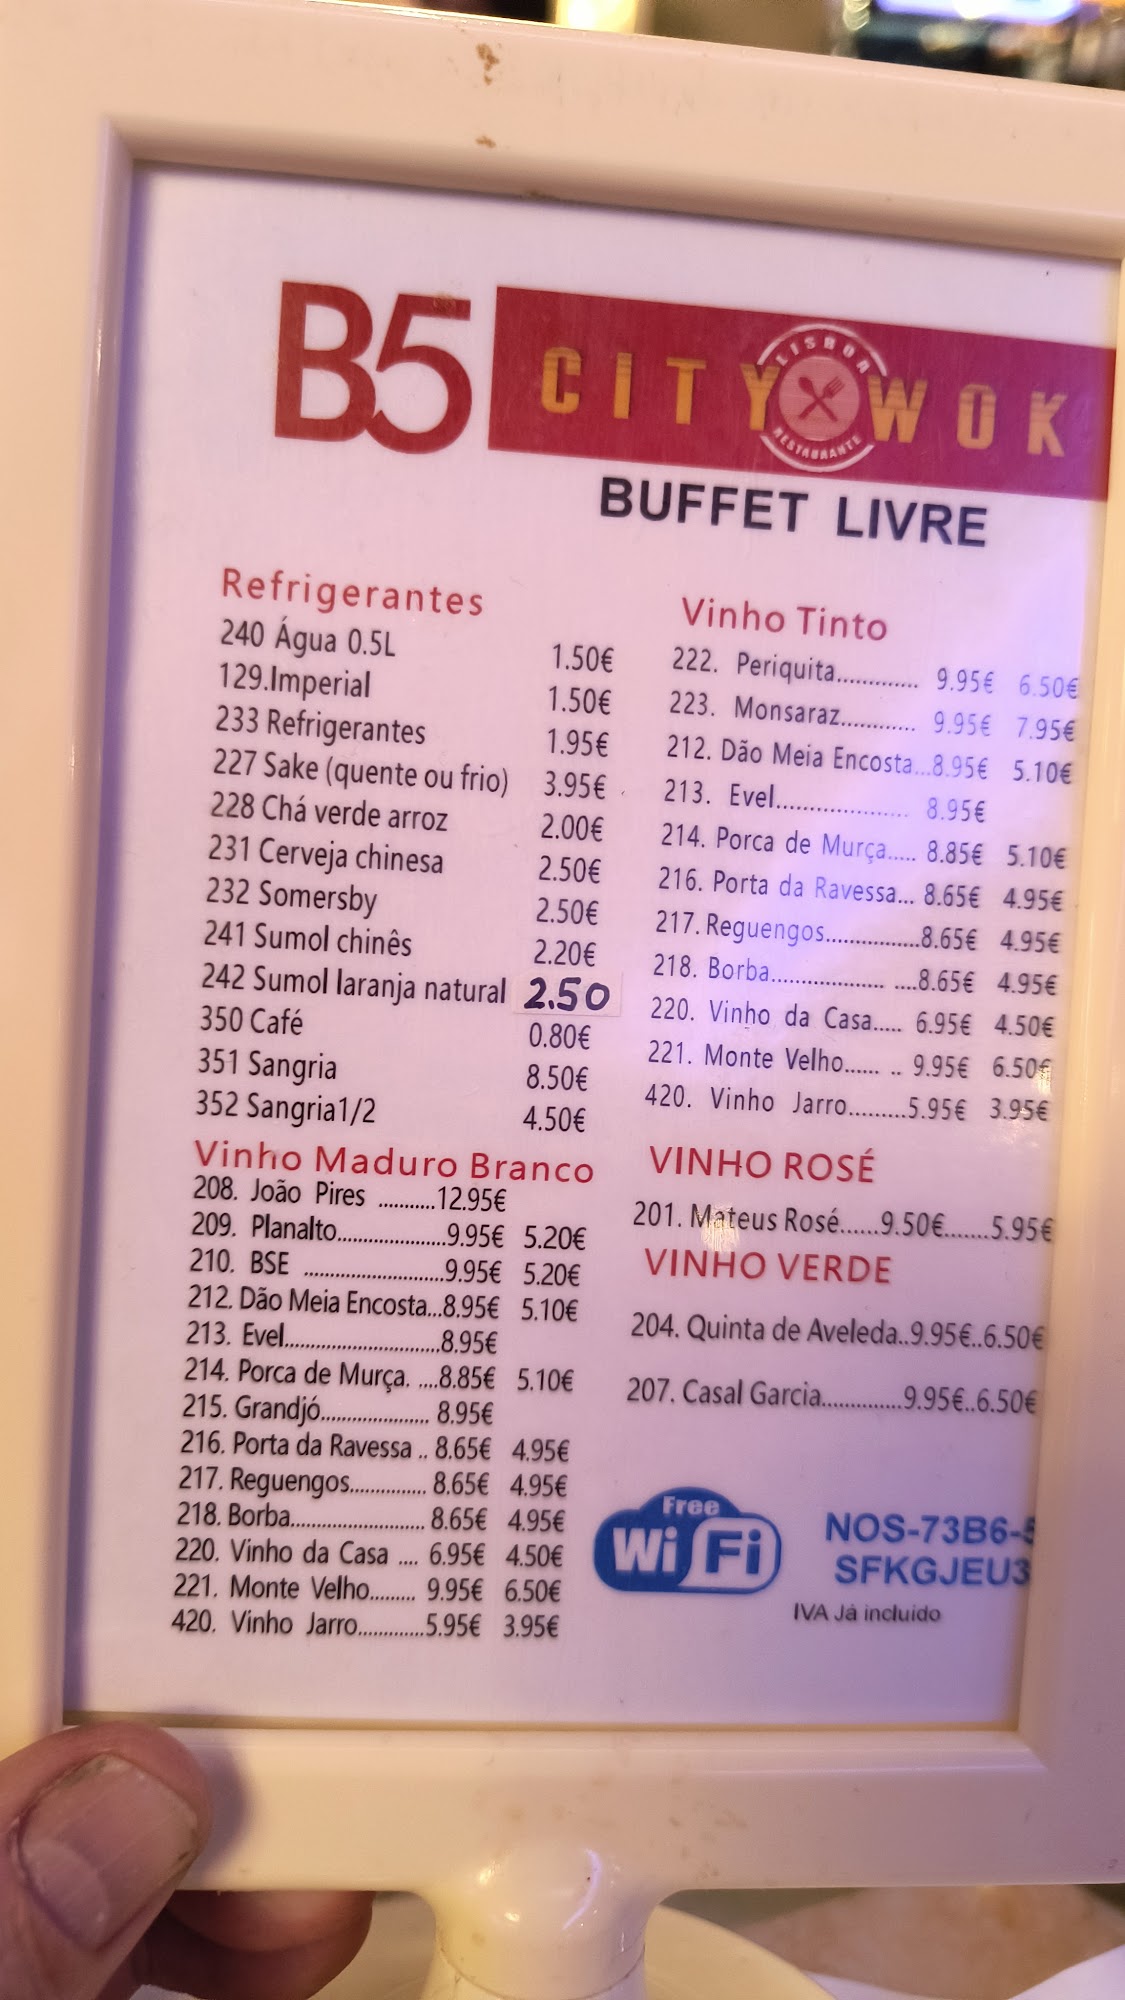 B5 CITY WOK
LISBOA
RESTAURANTE
BUFFET LIVRE
Refrigerantes
240 Água 0.5L 1.50€
129.Imperial 1.50€
233 Refrigerantes 1.95€
227 Sake (quente ou frio) 3.95€
228 Chá verde arroz 2.00€
231 Cerveja chinesa 2.50€
232 Somersby 2.50€
241 Sumol chinês 2.20€
242 Sumol laranja natural 2.50
350 Café 0.80€
351 Sangria 8.50€
352 Sangria1/2 4.50€
Vinho Maduro Branco
208. João Pires ...........12.95€
209. Planalto.....................9.95€ 5.20€
210. BSE ...........................9.95€ 5.20€
212. Dão Meia Encosta...8.95€ 5.10€
213. Evel..............................8.95€
214. Porca de Murça. ....8.85€ 5.10€
215. Grandjó..................... 8.95€
216. Porta da Ravessa .. 8.65€ 4.95€
217. Reguengos............... 8.65€ 4.95€
218. Borba.......................... 8.65€ 4.95€
220. Vinho da Casa .... 6.95€ 4.50€
221. Monte Velho......... 9.95€ 6.50€
420. Vinho Jarro.............5.95€ 3.95€
Vinho Tinto
222. Periquita............. 9.95€ 6.50€
223. Monsaraz............ 9.95€ 7.95€
212. Dão Meia Encosta...8.95€ 5.10€
213. Evel..................... 8.95€
214. Porca de Murça..... 8.85€ 5.10€
216. Porta da Ravessa... 8.65€ 4.95€
217. Reguengos.................8.65€ 4.95€
218. Borba.................... ....8.65€ 4.95€
220. Vinho da Casa..... 6.95€ 4.50€
221. Monte Velho...... .. 9.95€ 6.50€
420. Vinho Jarro.........5.95€ 3.95€
VINHO ROSÉ
201. Mateus Rosé......9.50€.......5.95€
VINHO VERDE
204. Quinta de Aveleda..9.95€..6.50€
207. Casal Garcia..............9.95€..6.50€
Free
WiFi
NOS-73B6-5
SFKGJEU3
IVA Já incluído